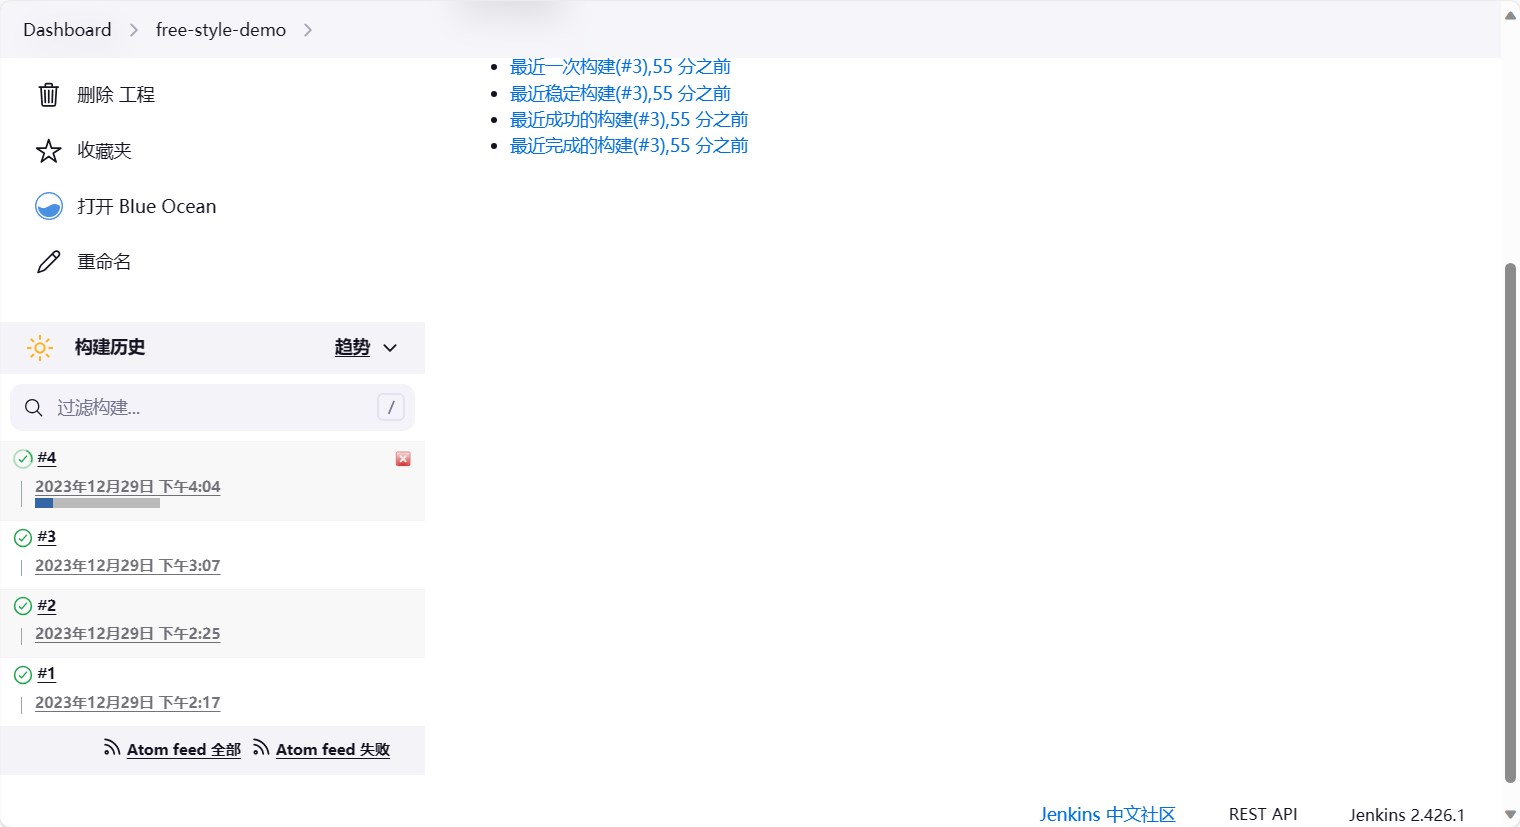 Dashboard
free-style-demo
最近一次构建(#3),55 分之前
最近稳定构建(#3),55 分之前
最近成功的构建(#3),55 分之前
最近完成的构建(#3),55 分之前
删除 工程
收藏夹
打开 Blue Ocean
重命名
构建历史
趋势
过滤构建...
/
#4
2023年12月29日 下午4:04
#3
2023年12月29日 下午3:07
#2
2023年12月29日 下午2:25
#1
2023年12月29日 下午2:17
Atom feed 全部
Atom feed 失败
Jenkins 中文社区
REST API
Jenkins 2.426.1